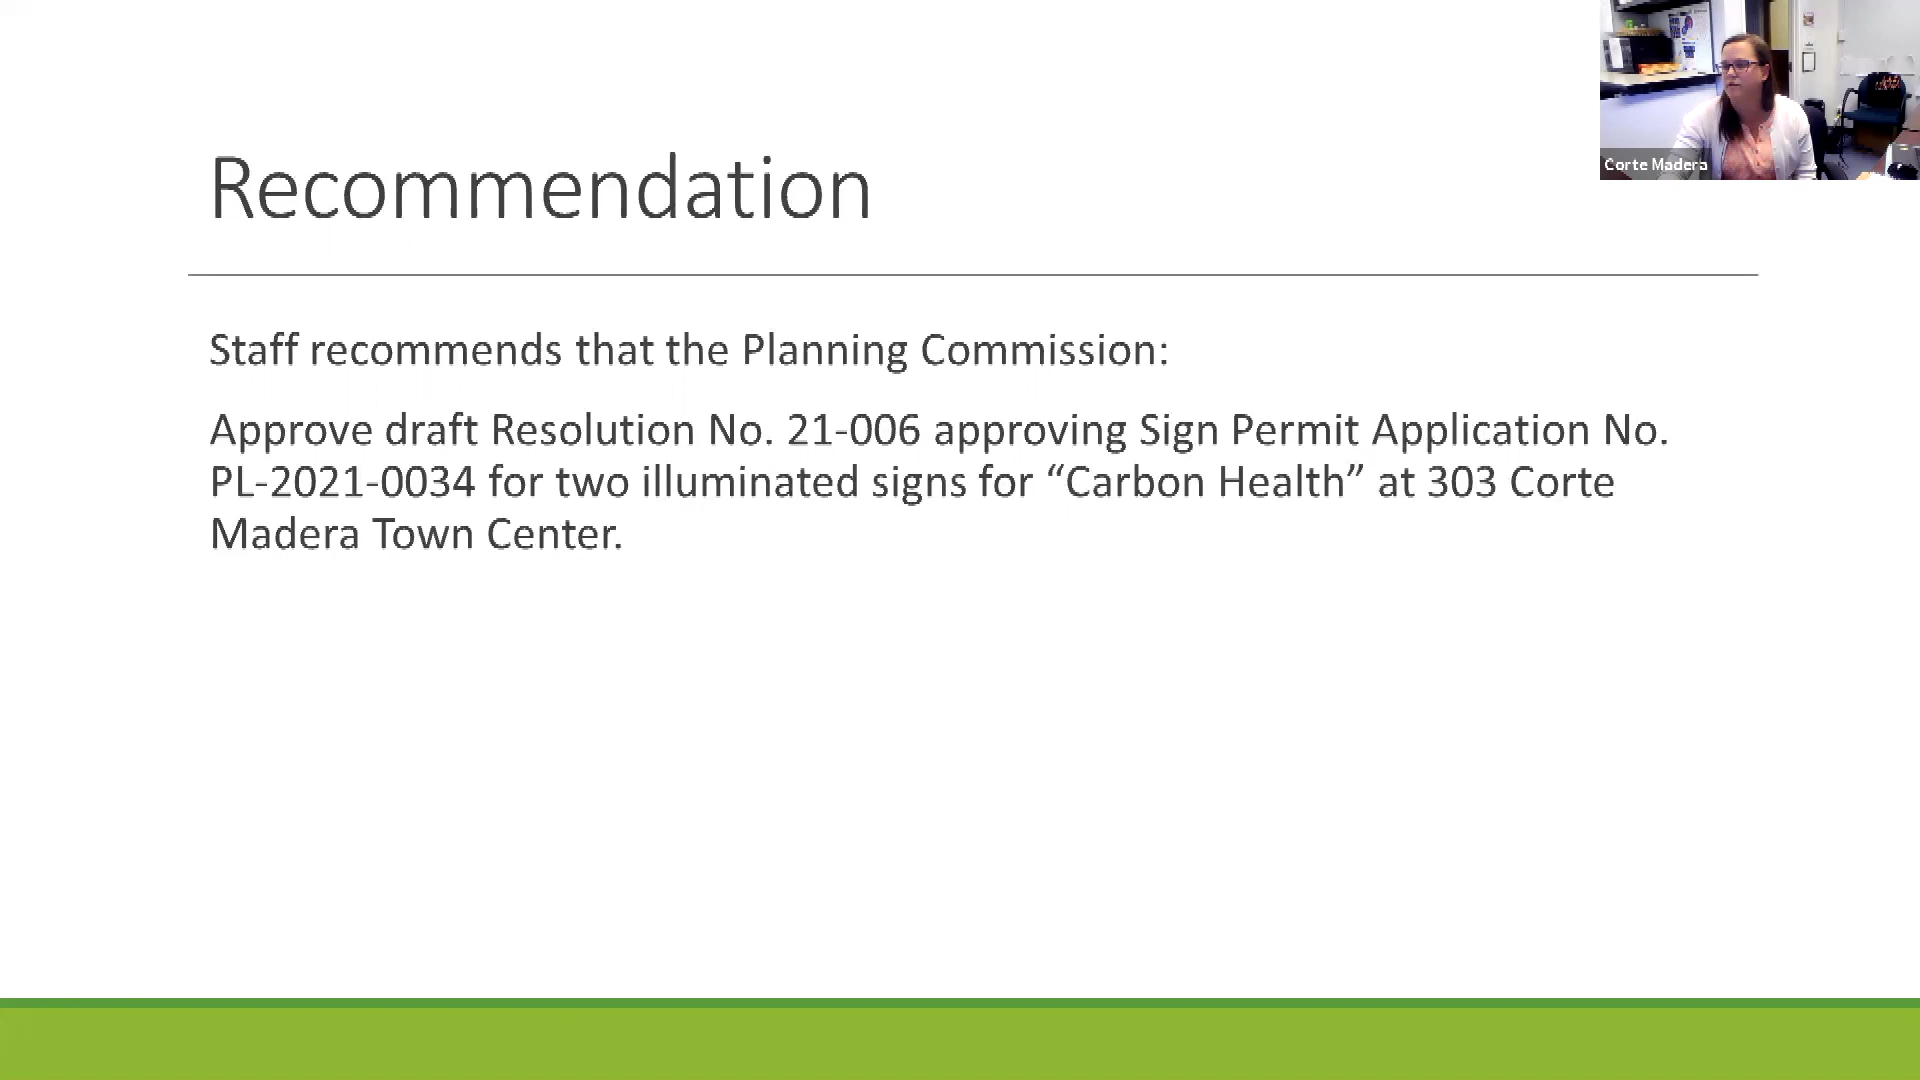 Corte Madera
Recommendation
Staff recommends that the Planning Commission:
Approve draft Resolution No. 21-006 approving Sign Permit Application No.
PL-2021-0034 for two illuminated signs for “Carbon Health” at 303 Corte
Madera Town Center.